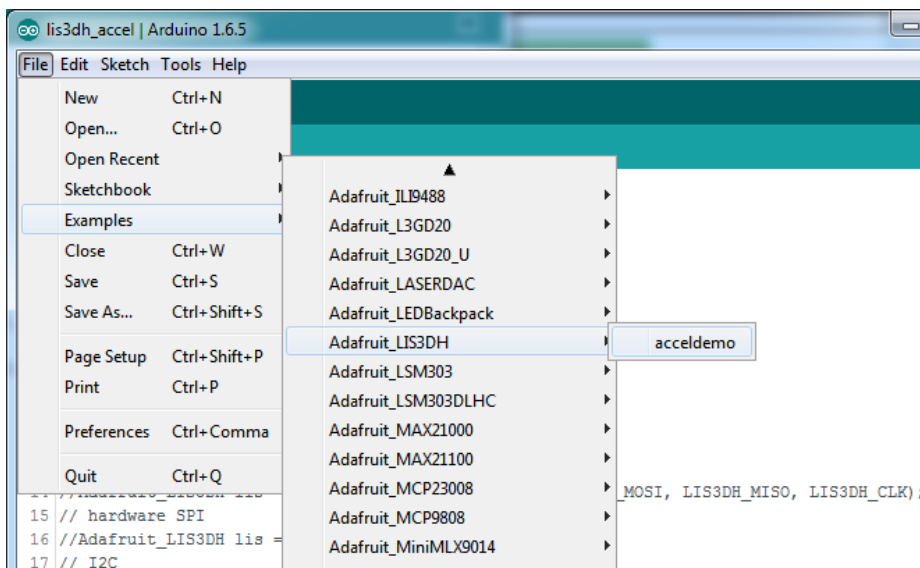 lis3dh_accel | Arduino 1.6.5
File Edit Sketch Tools Help
New Ctrl+N
Open... Ctrl+O
Open Recent
Sketchbook
Examples
Close Ctrl+W
Save Ctrl+S
Save As... Ctrl+Shift+S
Page Setup Ctrl+Shift+P
Print Ctrl+P
Preferences Ctrl+Comma
Quit Ctrl+Q
Adafruit_ILI9488
Adafruit_L3GD20
Adafruit_L3GD20_U
Adafruit_LASERDAC
Adafruit_LEDBackpack
Adafruit_LIS3DH
Adafruit_LSM303
Adafruit_LSM303DLHC
Adafruit_MAX21000
Adafruit_MAX21100
Adafruit_MCP23008
Adafruit_MCP9808
Adafruit_MiniMLX9014
acceldemo
_MOSI, LIS3DH_MISO, LIS3DH_CLK);
15 // hardware SPI
16 //Adafruit_LIS3DH lis =
17 // I2C